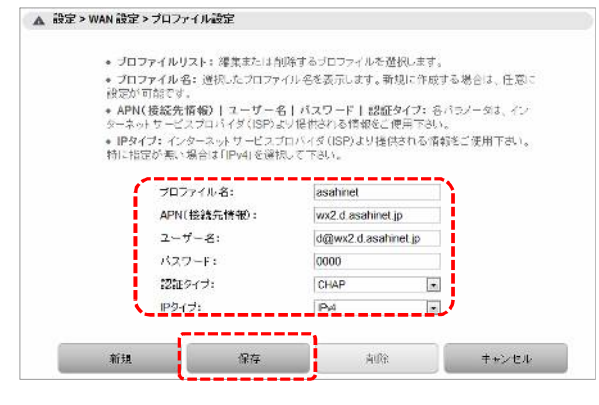 設定 > WAN 設定 > プロファイル設定
• プロファイルリスト: 編集または削除するプロファイルを選択します。
• プロファイル名: 選択したプロファイル名を表示します。新規に作成する場合は、任意に
設定が可能です。
• APN(接続先情報) | ユーザー名 | パスワード | 認証タイプ: 各パラメータは、イン
ターネットサービスプロバイダ(ISP)より提供される情報をご使用下さい。
• IPタイプ: インターネットサービスプロバイダ(ISP)より提供される情報をご使用下さい。
特に指定が無い場合は「IPv4」を選択して下さい。
プロファイル名: asahinet
APN(接続先情報): wx2.d.asahinet.jp
ユーザー名: d@wx2.d.asahinet.jp
パスワード: 0000
認証タイプ: CHAP
IPタイプ: IPv4
新規 保存 削除 キャンセル